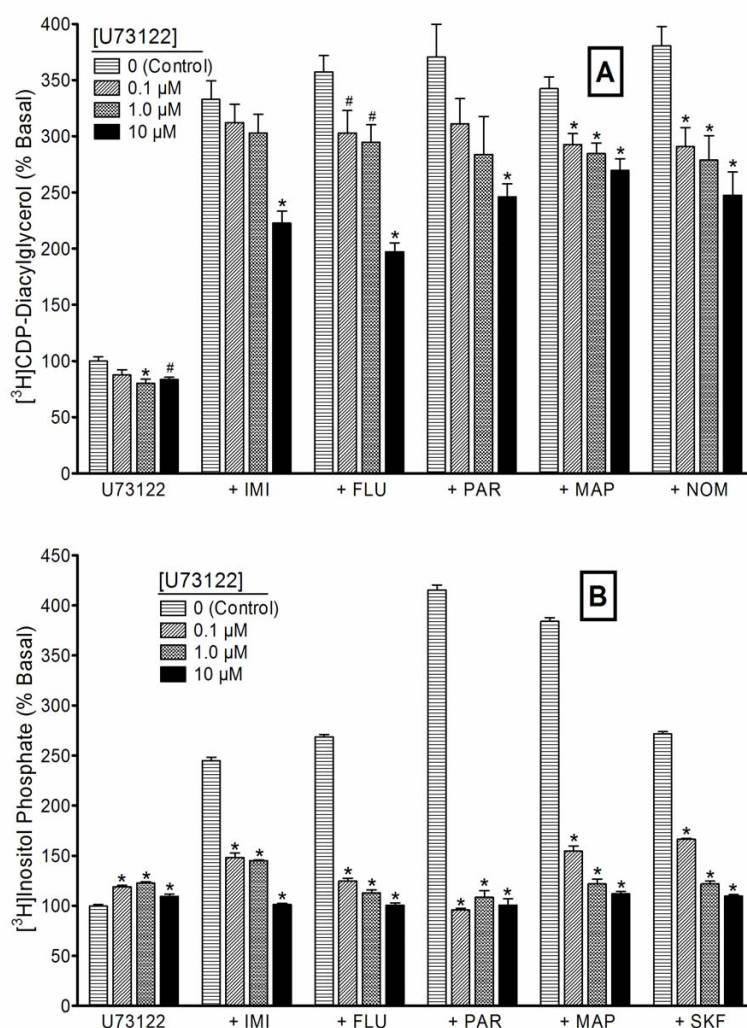 [U73122]
0 (Control)
0.1 µM
1.0 µM
10 µM
A
[³H]CDP-Diacylglycerol (% Basal)
400
350
300
250
200
150
100
50
0
* #
*
# # *
*
* * *
* * *
U73122 + IMI + FLU + PAR + MAP + NOM
[U73122]
0 (Control)
0.1 µM
1.0 µM
10 µM
B
[³H]Inositol Phosphate (% Basal)
450
400
350
300
250
200
150
100
50
0
* * *
* * *
* * *
* * *
* * *
* * *
U73122 + IMI + FLU + PAR + MAP + SKF